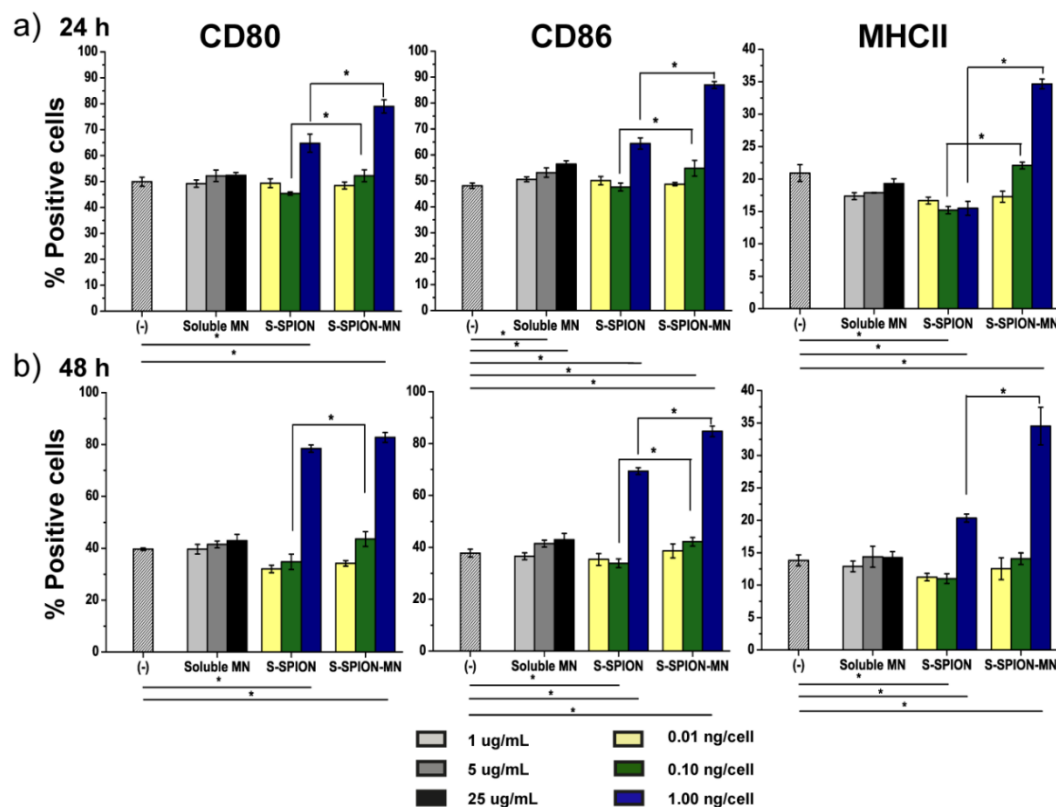 a) 24 h
CD80 CD86 MHCII
% Positive cells
100 90 80 70 60 50 40 30 20 10 0
100 90 80 70 60 50 40 30 20 10 0
40 35 30 25 20 15 10 5 0
* *
* *
* *
(-) Soluble MN S-SPION S-SPION-MN
(-) Soluble MN S-SPION S-SPION-MN
(-) Soluble MN S-SPION S-SPION-MN
* *
* * * * *
* * *
b) 48 h
% Positive cells
100 80 60 40 20 0
100 80 60 40 20 0
40 35 30 25 20 15 10 5 0
*
* *
*
(-) Soluble MN S-SPION S-SPION-MN
(-) Soluble MN S-SPION S-SPION-MN
(-) Soluble MN S-SPION S-SPION-MN
* *
* * *
* * *
1 ug/mL 0.01 ng/cell
5 ug/mL 0.10 ng/cell
25 ug/mL 1.00 ng/cell